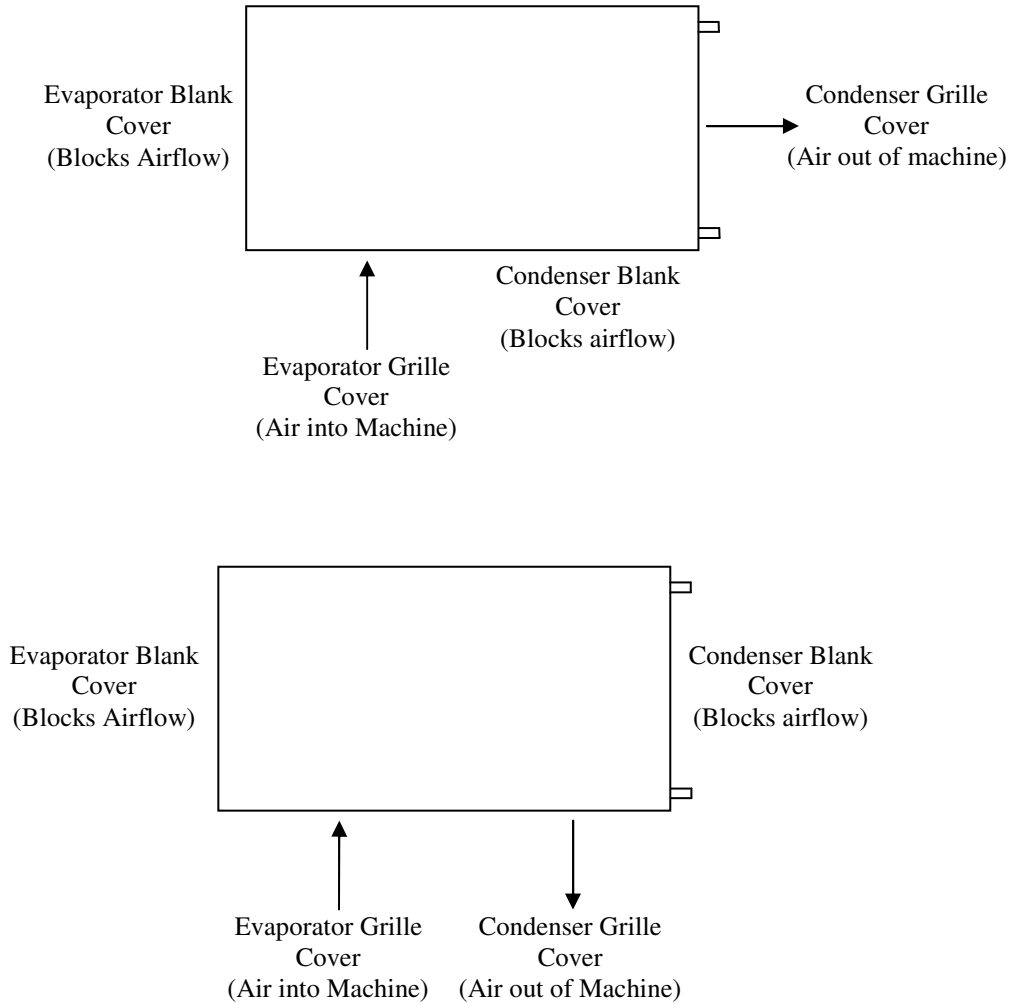 Evaporator Blank
Cover
(Blocks Airflow)
Condenser Grille
Cover
(Air out of machine)
Condenser Blank
Cover
(Blocks airflow)
Evaporator Grille
Cover
(Air into Machine)
Evaporator Blank
Cover
(Blocks Airflow)
Condenser Blank
Cover
(Blocks airflow)
Evaporator Grille
Cover
(Air into Machine)
Condenser Grille
Cover
(Air out of Machine)